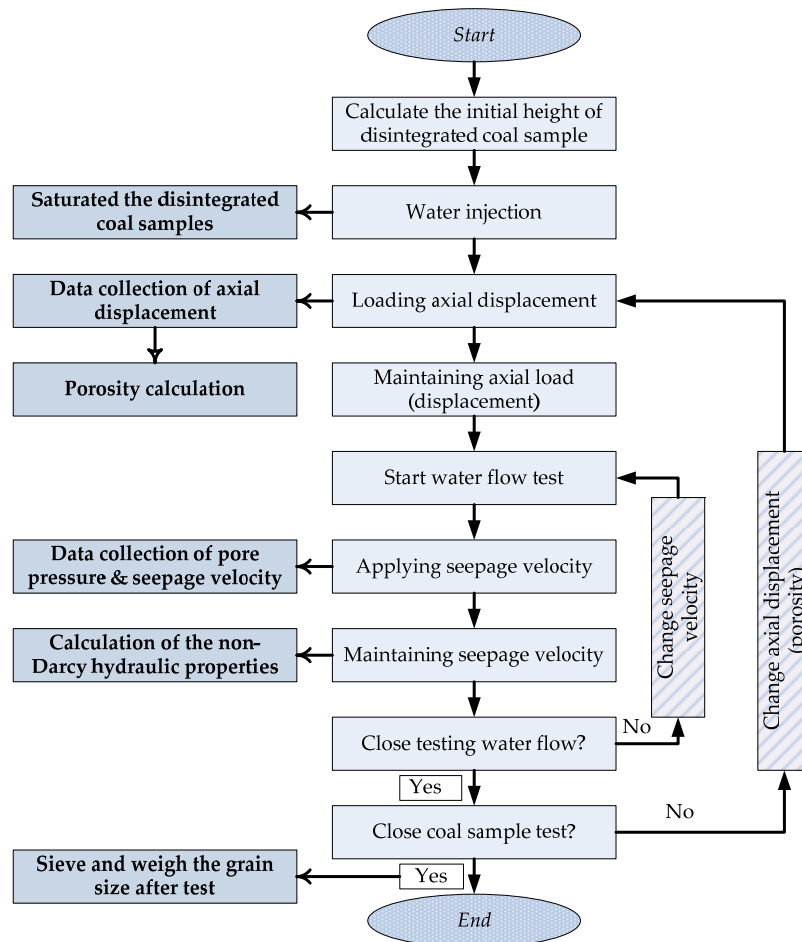 Start
Calculate the initial height of
disintegrated coal sample
Saturated the disintegrated
coal samples
Water injection
Data collection of axial
displacement
Loading axial displacement
Porosity calculation
Maintaining axial load
(displacement)
Start water flow test
Data collection of pore
pressure & seepage velocity
Applying seepage velocity
Change seepage
velocity
Change axial displacement
(porosity)
Calculation of the non-
Darcy hydraulic properties
Maintaining seepage velocity
Close testing water flow?
No
Yes
Close coal sample test?
No
Sieve and weigh the grain
size after test
Yes
End